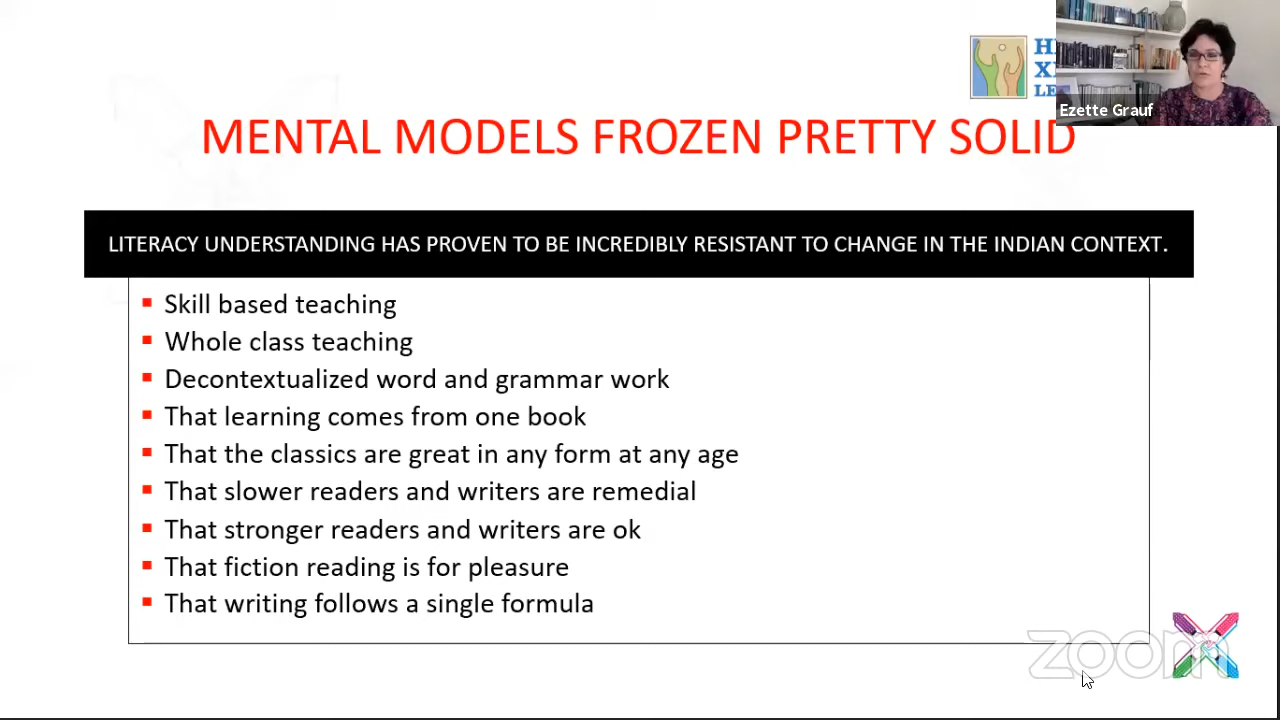 Ezette Grauf
MENTAL MODELS FROZEN PRETTY SOLID
LITERACY UNDERSTANDING HAS PROVEN TO BE INCREDIBLY RESISTANT TO CHANGE IN THE INDIAN CONTEXT.
Skill based teaching
Whole class teaching
Decontextualized word and grammar work
That learning comes from one book
That the classics are great in any form at any age
That slower readers and writers are remedial
That stronger readers and writers are ok
That fiction reading is for pleasure
That writing follows a single formula
zoom